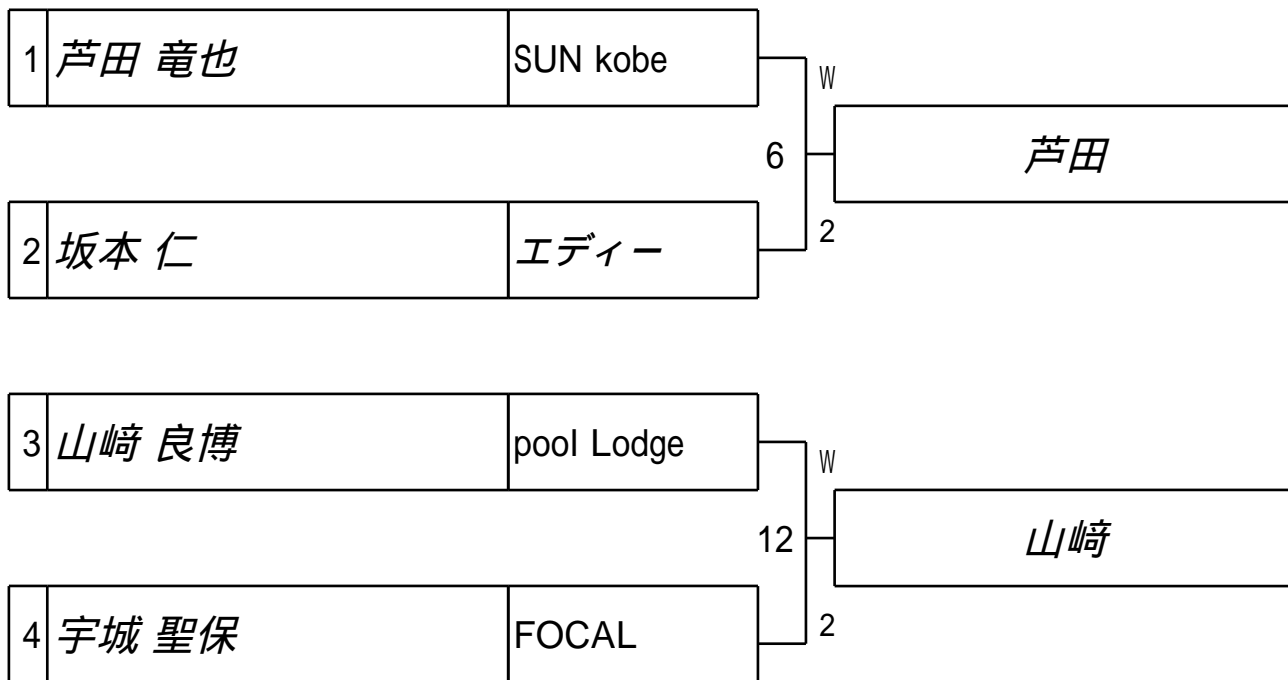 1 芦田 竜也 SUN kobe
W
6 芦田
2 坂本 仁 エディー
2
3 山﨑 良博 pool Lodge
W
12 山﨑
4 宇城 聖保 FOCAL
2